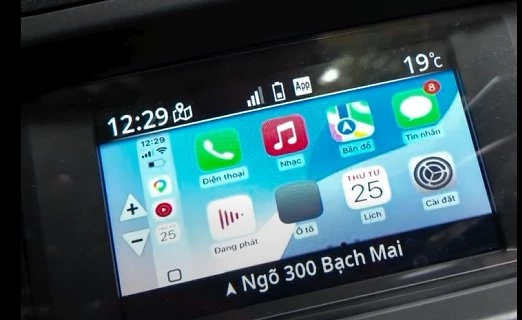 12:29
App
19°C
12:29
Điện thoại
Nhạc
Bản đồ
8
Tin nhắn
25
Đang phát
Ô tô
THỨ TƯ
25
Lịch
Cài đặt
+
−
Ngõ 300 Bạch Mai